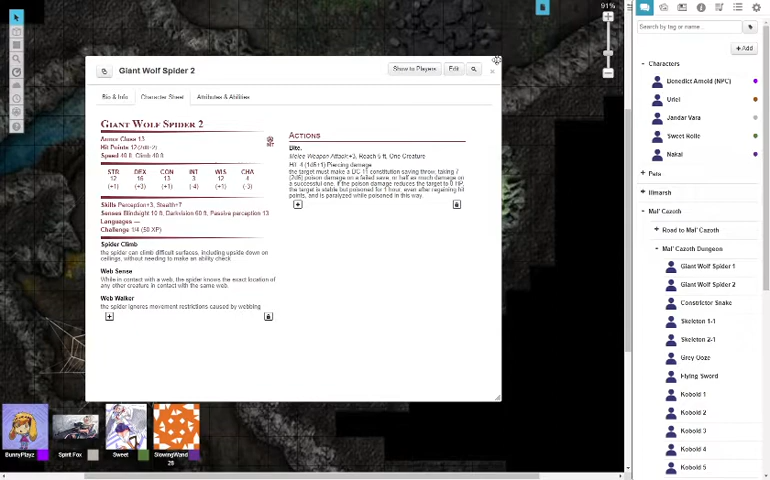 91%
Giant Wolf Spider 2
Show to Players
Edit
Bio & Info
Character Sheet
Attributes & Abilities
GIANT WOLF SPIDER 2
Armor Class 13
Hit Points 12 (2d8+2)
Speed 40 ft, Climb 40 ft
INIT
STR DEX CON INT WIS CHA
12 16 13 3 12 4
(+1) (+3) (+1) (-4) (+1) (-3)
Skills Perception+3, Stealth+7
Senses Blindsight 10 ft, Darkvision 60 ft, Passive perception 13
Languages —
Challenge 1/4 (50 XP)
Spider Climb
the spider can climb difficult surfaces, including upside down on
ceilings, without needing to make an ability check
Web Sense
While in contact with a web, the spider knows the exact location of
any other creature in contact with the same web.
Web Walker
the spider ignores movement restrictions caused by webbing
ACTIONS
Bite.
Melee Weapon Attack +3, Reach 5 ft, One Creature
Hit 4 (1d6+1) Piercing damage
the target must make a DC 11 constitution saving throw, taking 7
(2d6) poison damage on a failed save, or half as much damage on
a successful one. If the poison damage reduces the target to 0 HP,
the target is stable but poisoned for 1 hour, even after regaining hit
points, and is paralyzed while poisoned in this way.
BunnyPlayz
Spirit Fox
Sweet
SlowingWand
25
Search by tag or name...
+ Add
Characters
Benedict Arnold (NPC)
Uriel
Jandar Vara
Sweet Rolle
Nakai
Pets
Ilmarsh
Mal' Cazoth
Road to Mal' Cazoth
Mal' Cazoth Dungeon
Giant Wolf Spider 1
Giant Wolf Spider 2
Constrictor Snake
Skeleton 1-1
Skeleton 2-1
Grey Ooze
Flying Sword
Kobold 1
Kobold 2
Kobold 3
Kobold 4
Kobold 5